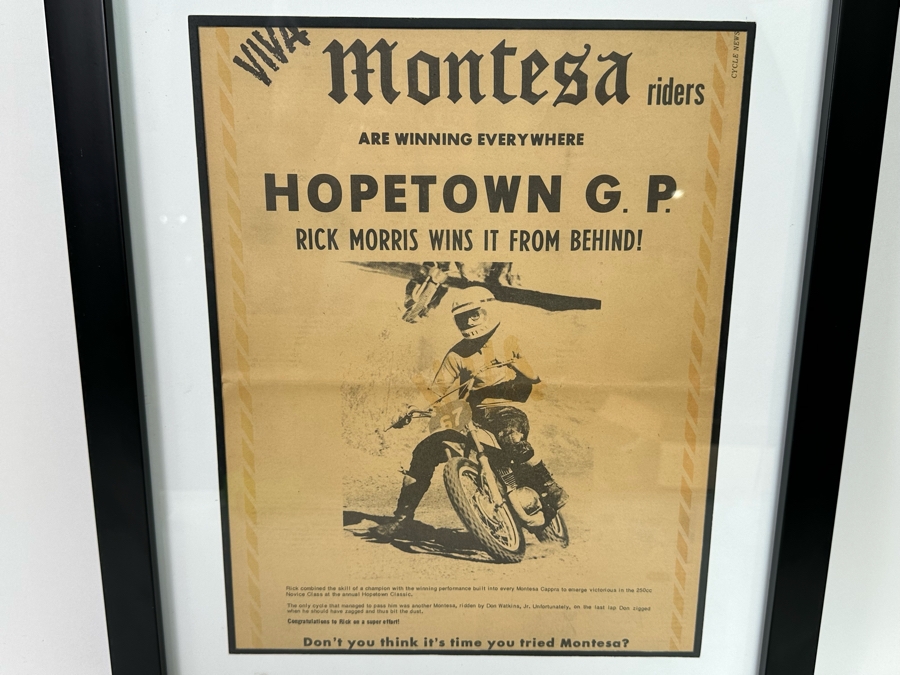 VIVA
Montesa riders
CYCLE NEWS
ARE WINNING EVERYWHERE
HOPETOWN G. P.
RICK MORRIS WINS IT FROM BEHIND!
67
Rick combined the skill of a champion with the winning performance built into every Montesa Cappra to emerge victorious in the 250cc
Novice Class at the annual Hopetown Classic.
The only cycle that managed to pass him was another Montesa, ridden by Don Watkins, Jr. Unfortunately, on the last lap Don zigged
when he should have zagged and thus bit the dust.
Congratulations to Rick on a super effort!
Don't you think it's time you tried Montesa?